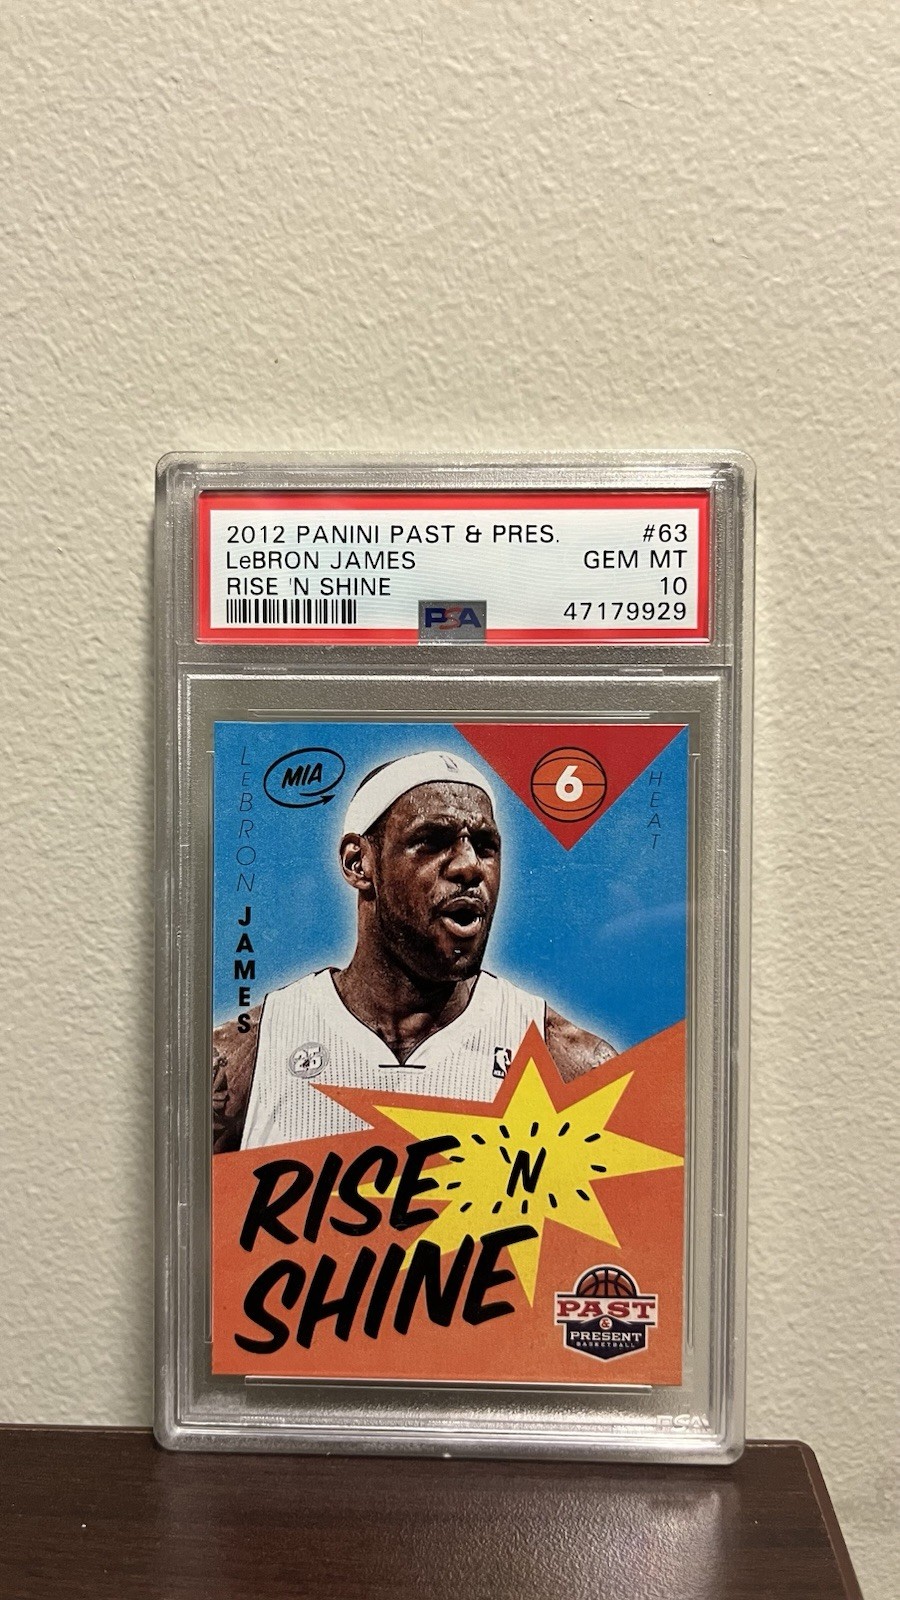 2012 PANINI PAST & PRES. #63
LeBRON JAMES GEM MT
RISE 'N SHINE 10
47179929
PSA
LeBRON JAMES
MIA
6
HEAT
25
NBA
RISE 'N
SHINE
PAST
&
PRESENT
BASKETBALL
PSA